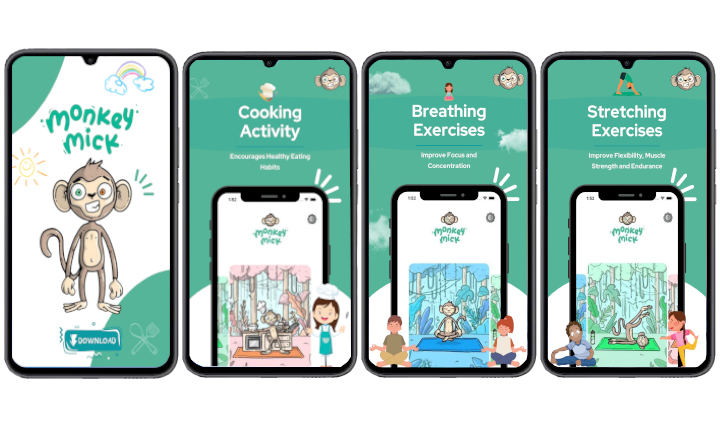 monkey
mick
DOWNLOAD
Cooking
Activity
Encourages Healthy Eating
Habits
1:52
monkey
mick
Breathing
Exercises
Improve Focus and
Concentration
1:52
monkey
mick
Stretching
Exercises
Improve Flexibility, Muscle
Strength and Endurance
1:52
monkey
mick